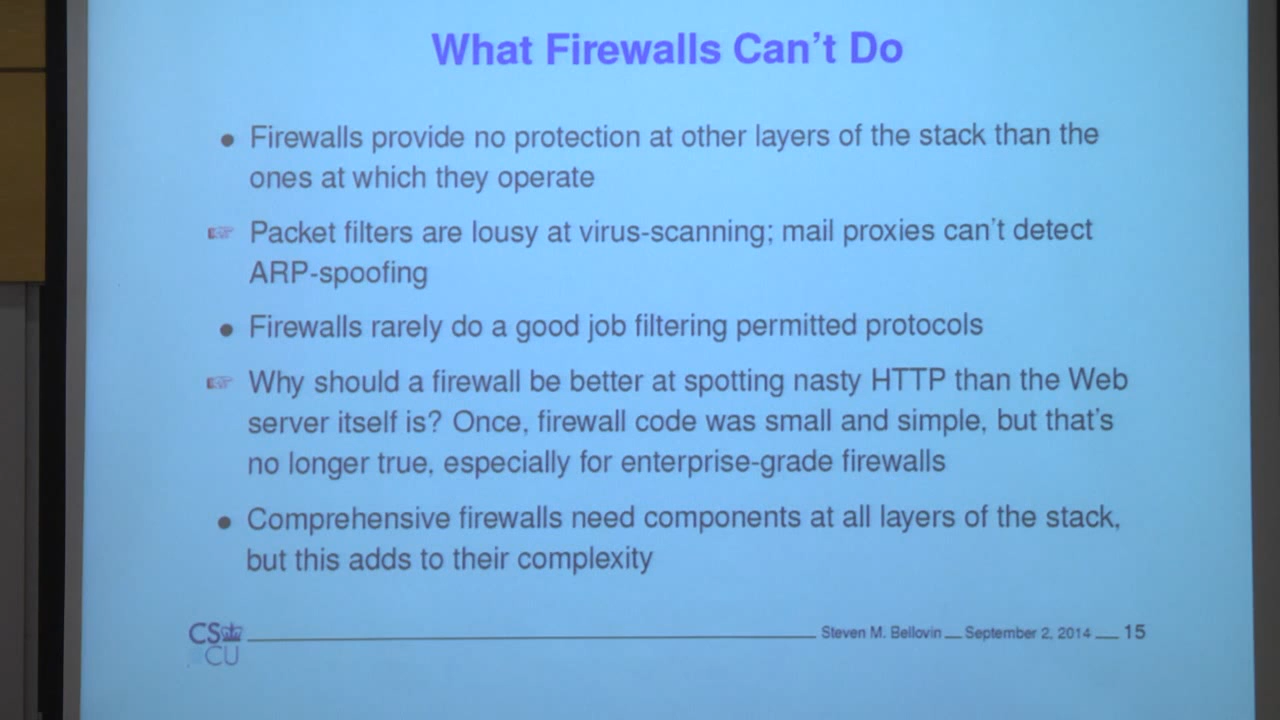 What Firewalls Can't Do
• Firewalls provide no protection at other layers of the stack than the
ones at which they operate
☞ Packet filters are lousy at virus-scanning; mail proxies can't detect
ARP-spoofing
• Firewalls rarely do a good job filtering permitted protocols
☞ Why should a firewall be better at spotting nasty HTTP than the Web
server itself is? Once, firewall code was small and simple, but that's
no longer true, especially for enterprise-grade firewalls
• Comprehensive firewalls need components at all layers of the stack,
but this adds to their complexity
CS
CU
Steven M. Bellovin __ September 2, 2014 __ 15